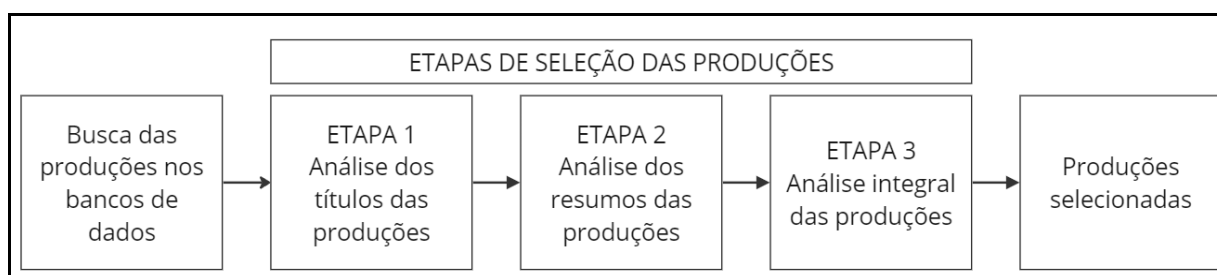 ETAPAS DE SELEÇÃO DAS PRODUÇÕES
Busca das
produções nos
bancos de
dados
ETAPA 1
Análise dos
títulos das
produções
ETAPA 2
Análise dos
resumos das
produções
ETAPA 3
Análise integral
das produções
Produções
selecionadas